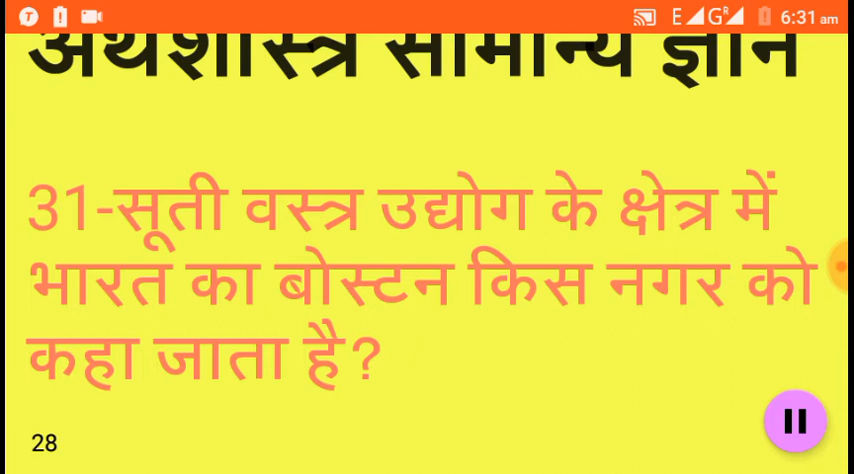 T E G R 6:31 am
अर्थशास्त्र सामान्य ज्ञान
31-सूती वस्त्र उद्योग के क्षेत्र में
भारत का बोस्टन किस नगर को
कहा जाता है?
28